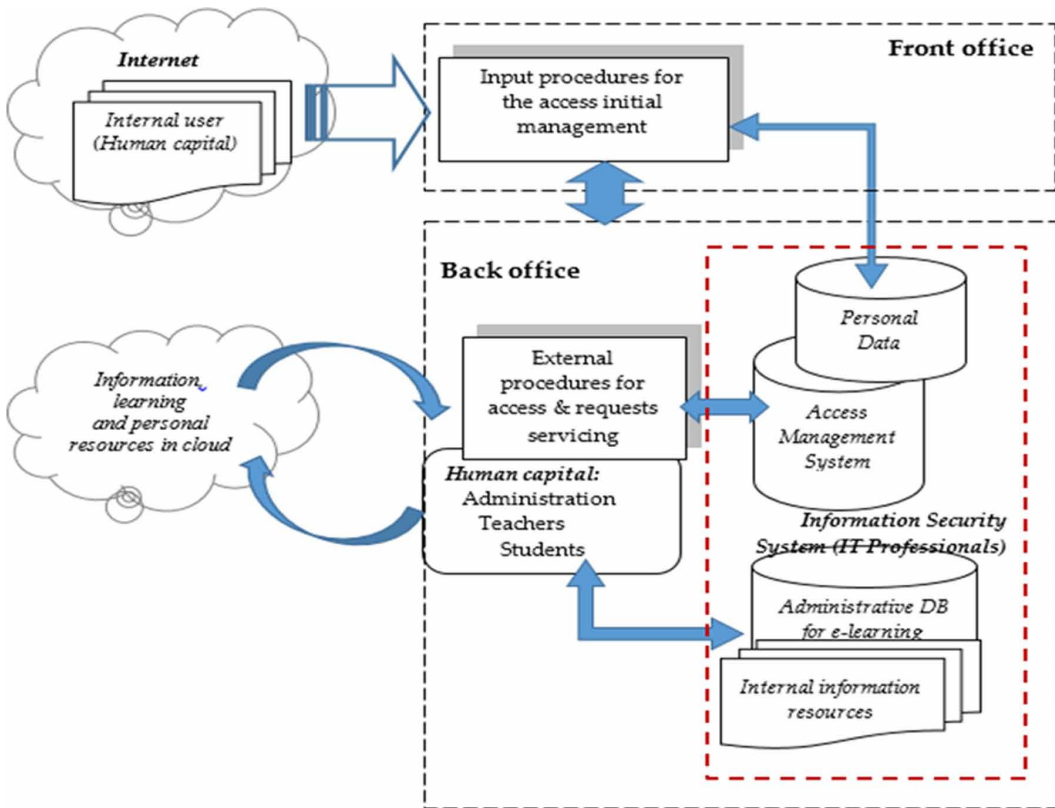 Internet
Internal user
(Human capital)
Front office
Input procedures for
the access initial
management
Back office
Personal
Data
External
procedures for
access & requests
servicing
Access
Management
System
Information,
learning
and personal
resources in cloud
Human capital:
Administration
Teachers
Students
Information Security
System (IT Professionals)
Administrative DB
for e-learning
Internal information
resources